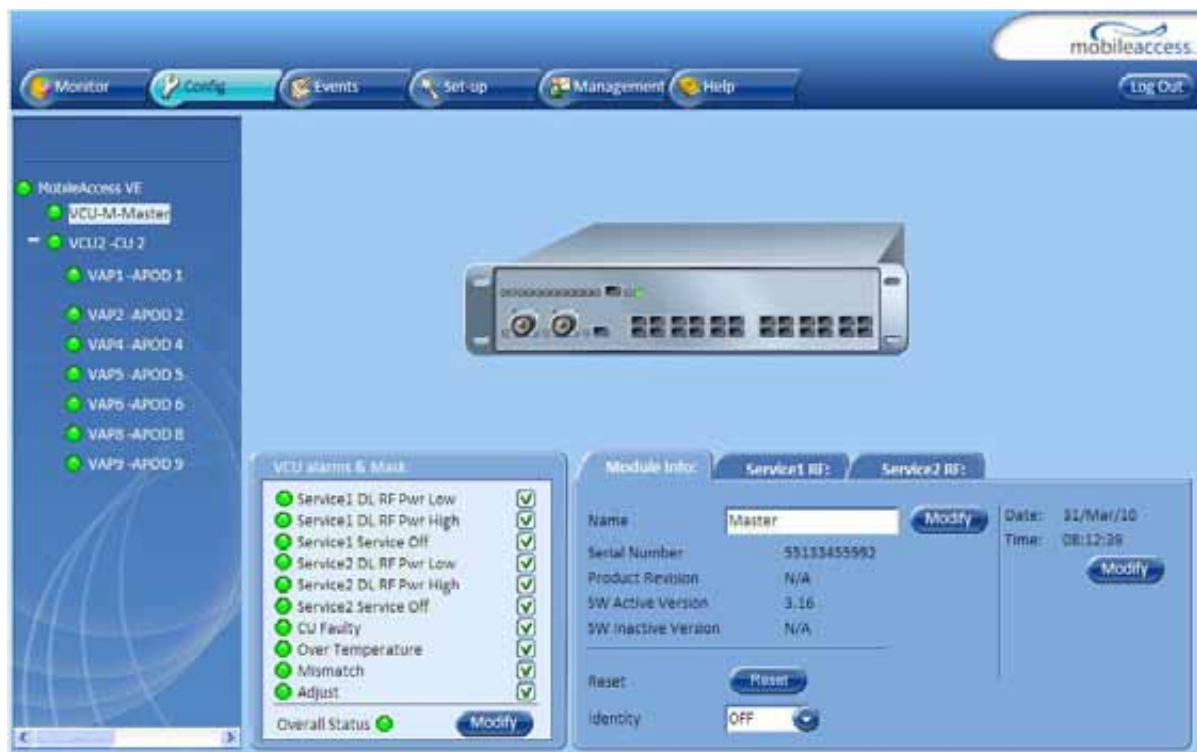 mobileaccess
Monitor
Config
Events
Set-up
Management
Help
Log Out
MobileAccess VE
VCU-M-Master
VCU2 -CU 2
VAP1 -APOD 1
VAP2 -APOD 2
VAP4 -APOD 4
VAP5 -APOD 5
VAP6 -APOD 6
VAP8 -APOD 8
VAP9 -APOD 9
VCU alarms & Mask
Service1 DL RF Pwr Low
Service1 DL RF Pwr High
Service1 Service Off
Service2 DL RF Pwr Low
Service2 DL RF Pwr High
Service2 Service Off
CU Faulty
Over Temperature
Mismatch
Adjust
Overall Status
Modify
Module Info:
Service1 RF:
Service2 RF:
Name Master Modify
Serial Number 55133455992
Product Revision N/A
SW Active Version 3.16
SW Inactive Version N/A
Reset Reset
Identity OFF
Date: 31/Mar/10
Time: 08:12:39
Modify